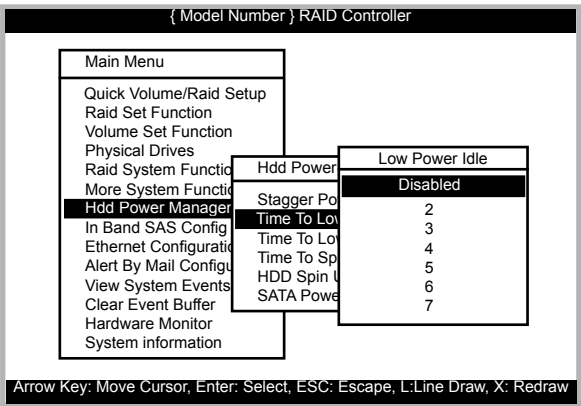 { Model Number } RAID Controller
Main Menu
Quick Volume/Raid Setup
Raid Set Function
Volume Set Function
Physical Drives
Raid System Functio
More System Functio
Hdd Power Manager
In Band SAS Config
Ethernet Configuratio
Alert By Mail Configu
View System Events
Clear Event Buffer
Hardware Monitor
System information
Hdd Power
Stagger Po
Time To Lov
Time To Lo
Time To Sp
HDD Spin U
SATA Powe
Low Power Idle
Disabled
2
3
4
5
6
7
Arrow Key: Move Cursor, Enter: Select, ESC: Escape, L:Line Draw, X: Redraw